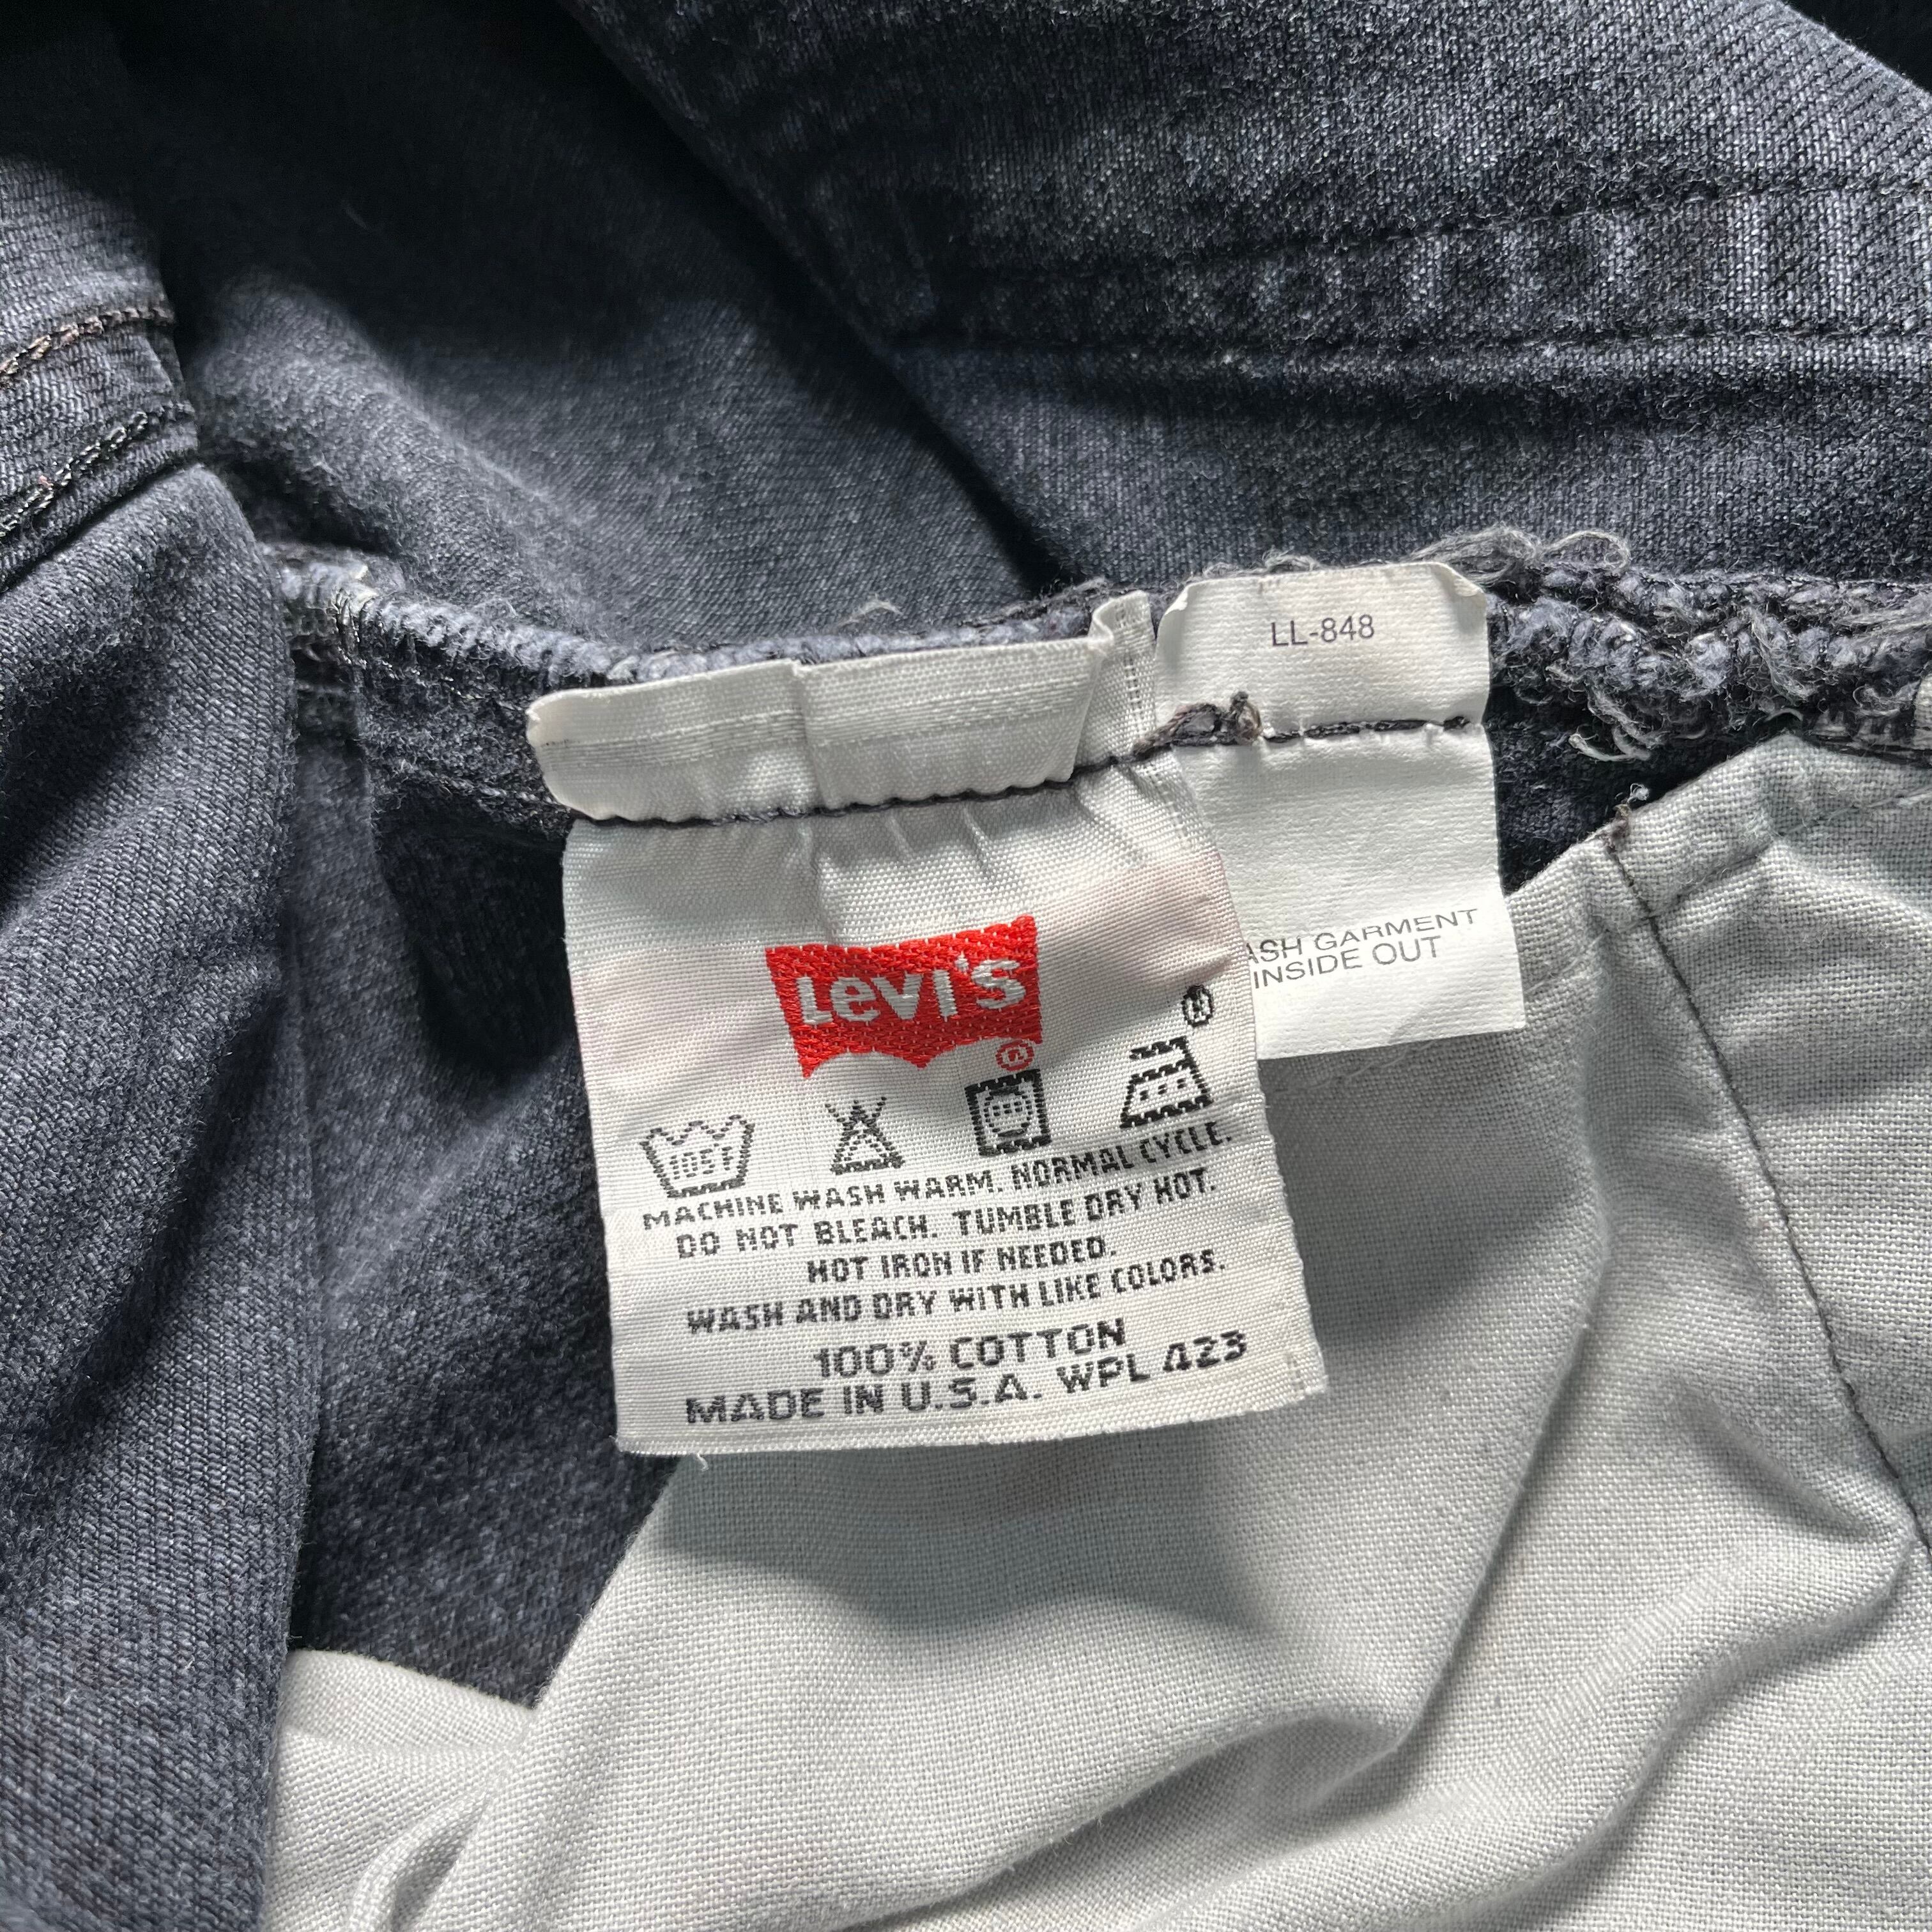 LL-848
ASH GARMENT
INSIDE OUT
LEVI'S
®
®
105F
MACHINE WASH WARM. NORMAL CYCLE.
DO NOT BLEACH. TUMBLE DRY HOT.
HOT IRON IF NEEDED.
WASH AND DRY WITH LIKE COLORS.
100% COTTON
MADE IN U.S.A. WPL 423